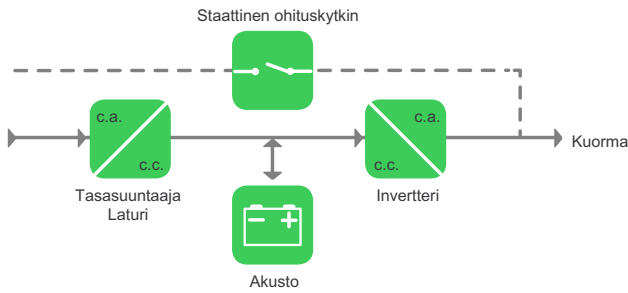 Staattinen ohituskytkin
c.a.
c.c.
c.a.
c.c.
Kuorma
Tasasuuntaaja
Laturi
Invertteri
Akusto